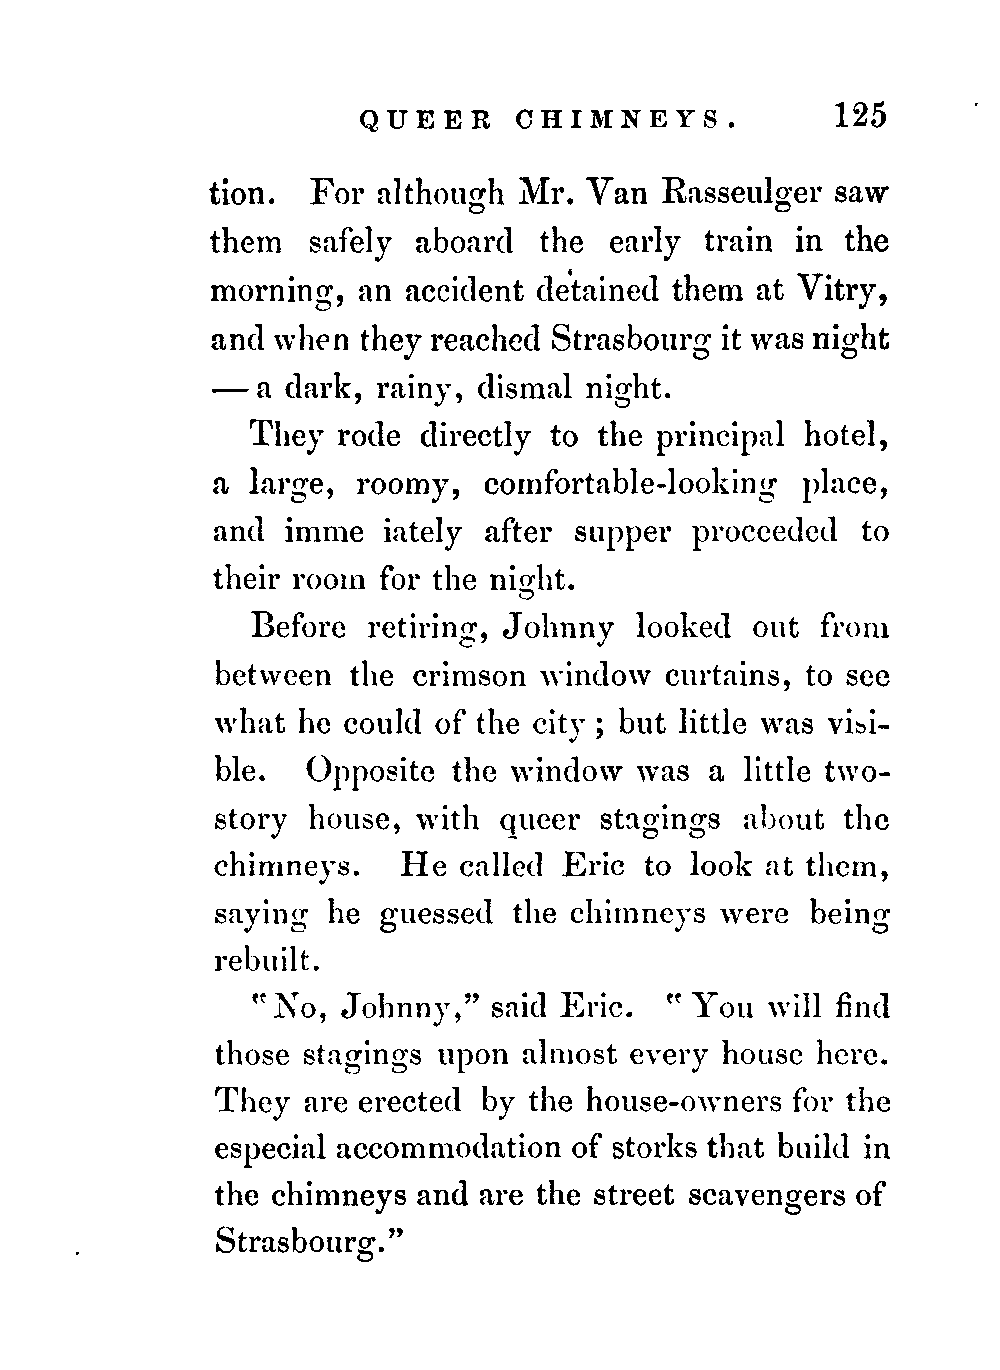 QUEER CHIMNEYS. 125
tion. For although Mr. Van Rasseulger saw
them safely aboard the early train in the
morning, an accident detained them at Vitry,
and when they reached Strasbourg it was night
— a dark, rainy, dismal night.
They rode directly to the principal hotel,
a large, roomy, comfortable-looking place,
and imme iately after supper proceeded to
their room for the night.
Before retiring, Johnny looked out from
between the crimson window curtains, to see
what he could of the city; but little was visi-
ble. Opposite the window was a little two-
story house, with queer stagings about the
chimneys. He called Eric to look at them,
saying he guessed the chimneys were being
rebuilt.
"No, Johnny," said Eric. "You will find
those stagings upon almost every house here.
They are erected by the house-owners for the
especial accommodation of storks that build in
the chimneys and are the street scavengers of
Strasbourg."